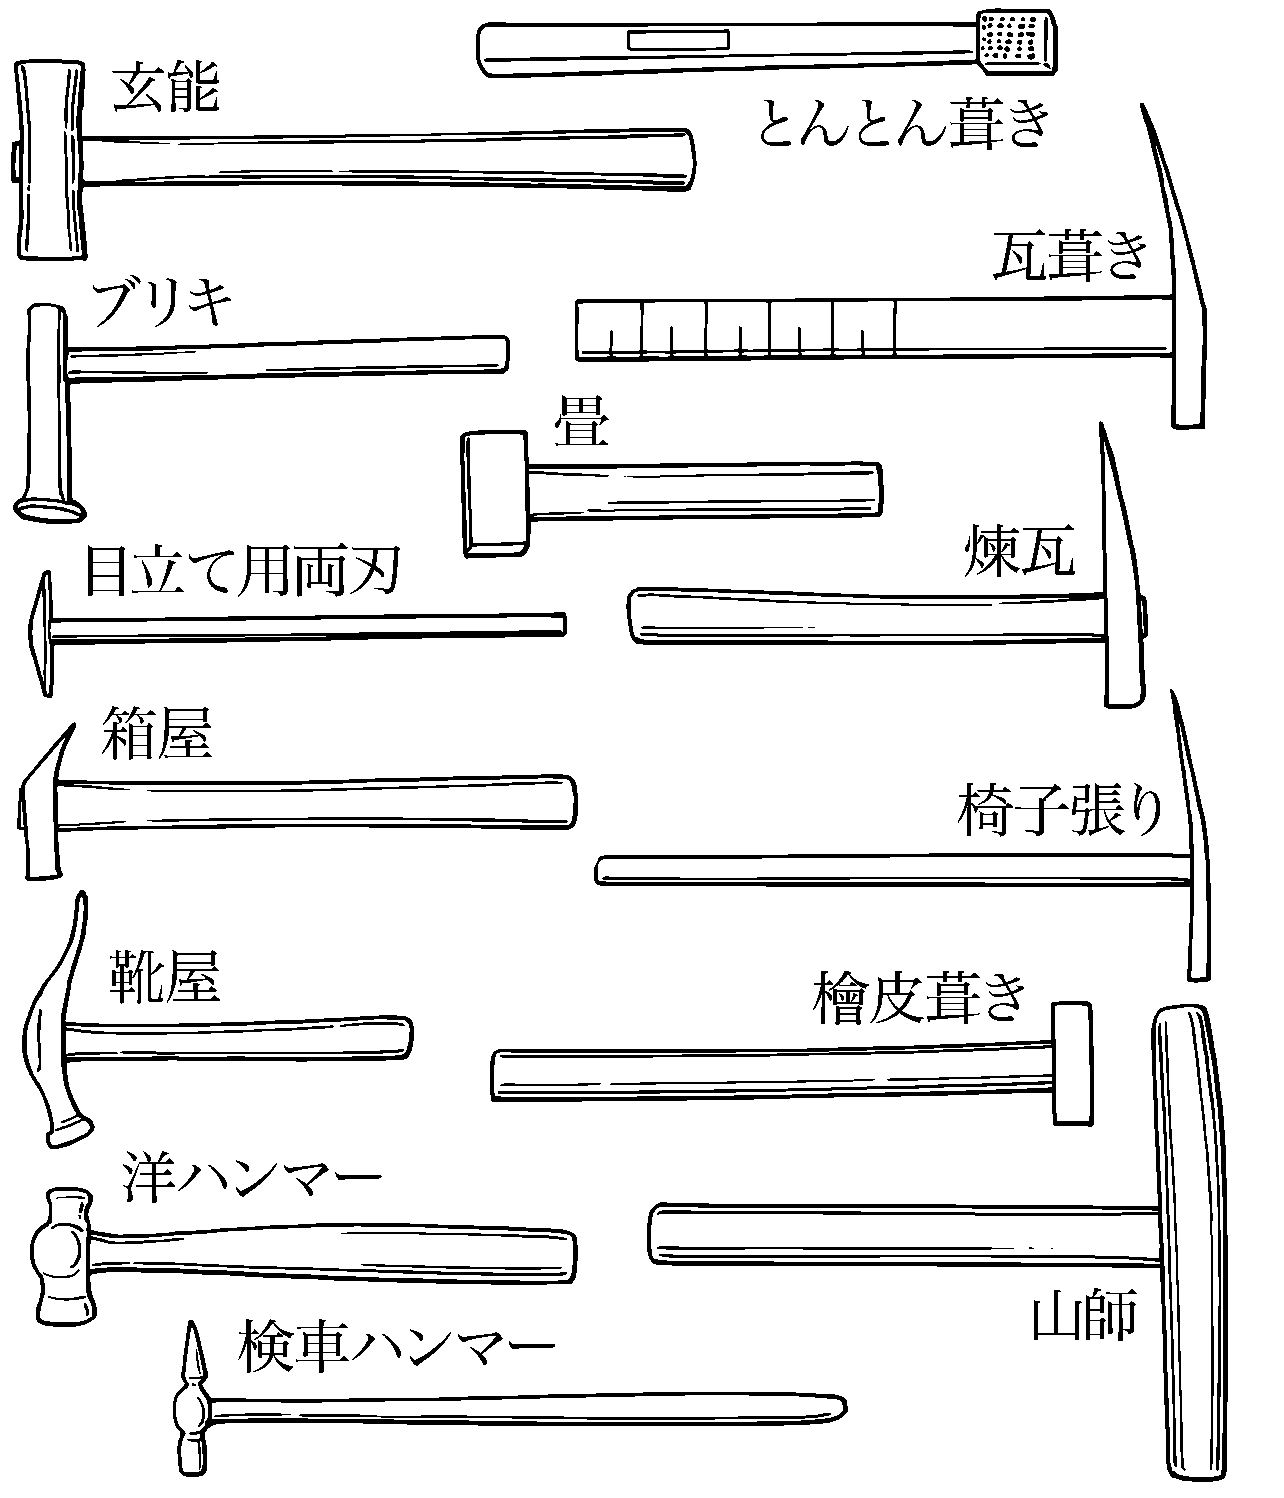 玄能
とんとん葺き
瓦葺き
ブリキ
畳
煉瓦
目立て用両刃
箱屋
椅子張り
靴屋
檜皮葺き
洋ハンマー
山師
検車ハンマー